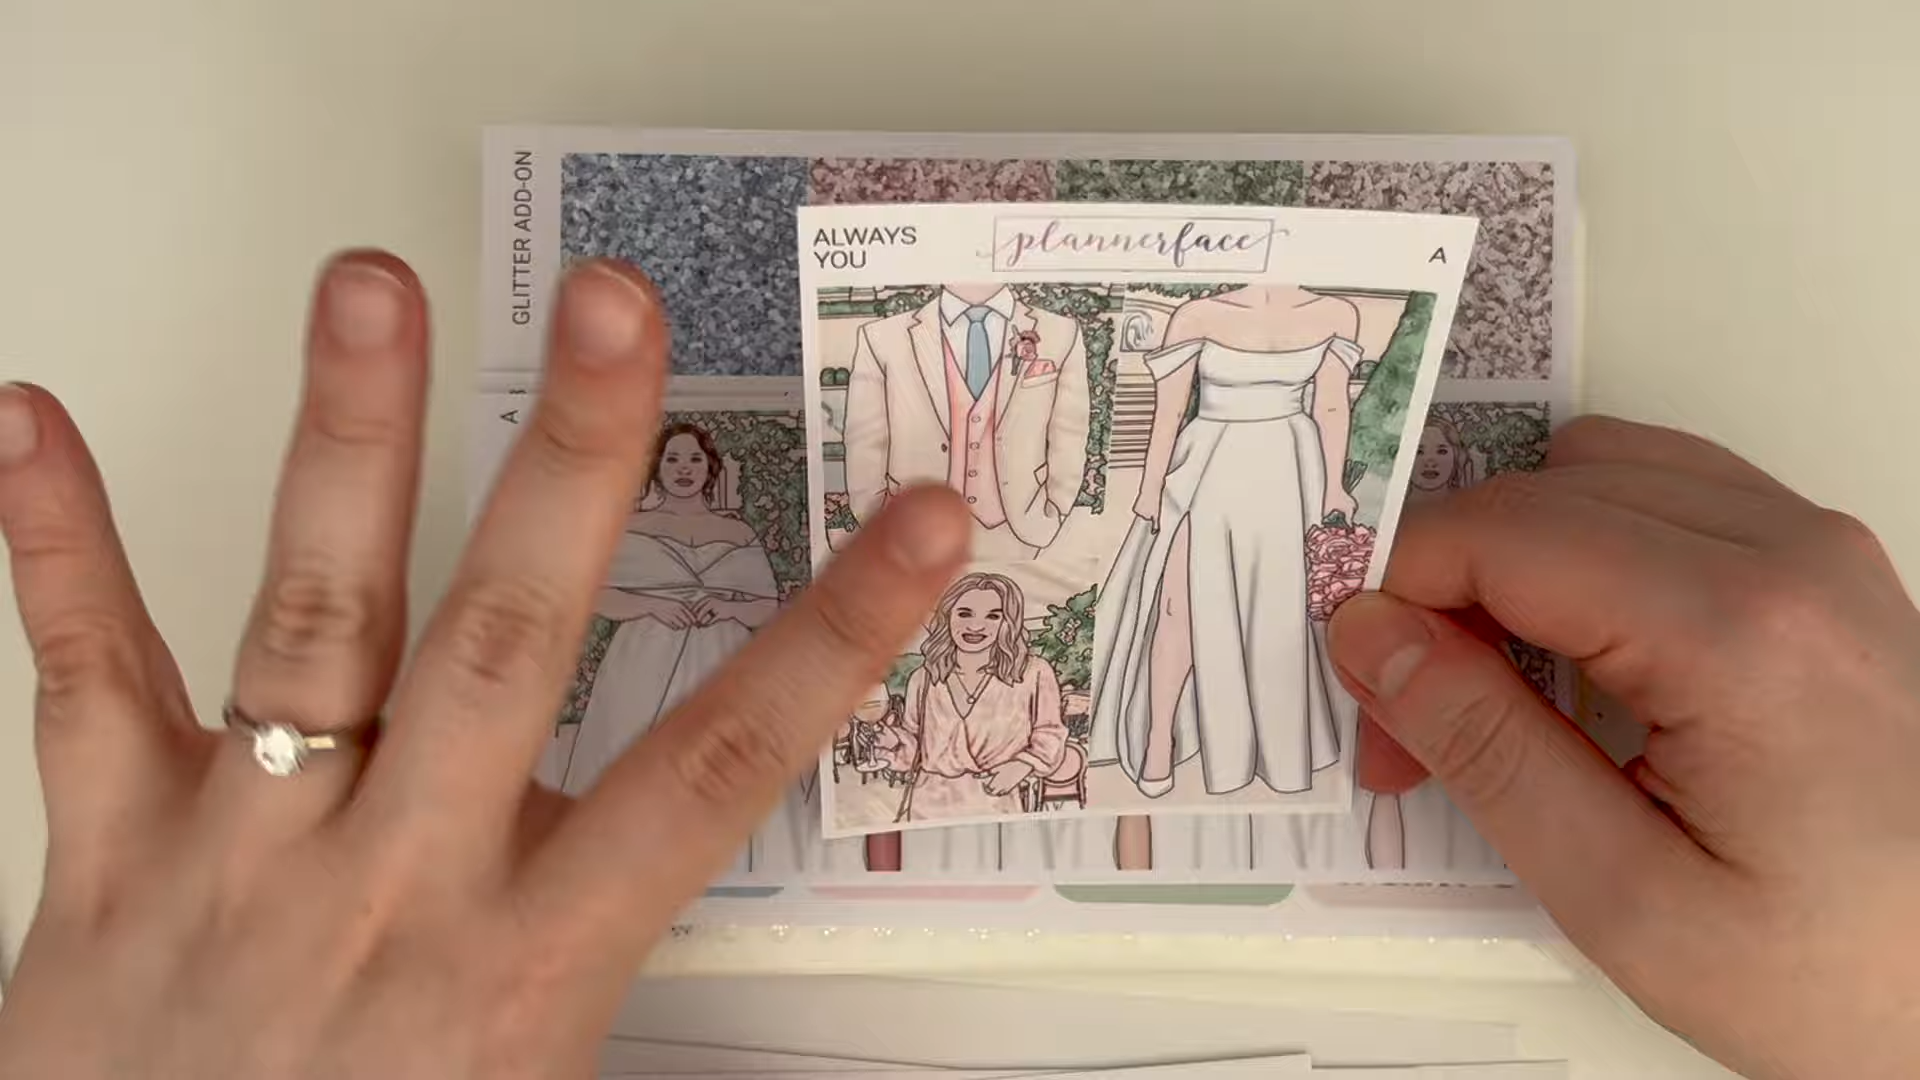 GLITTER ADD-ON
ALWAYS
YOU
plannerface
A
A
W